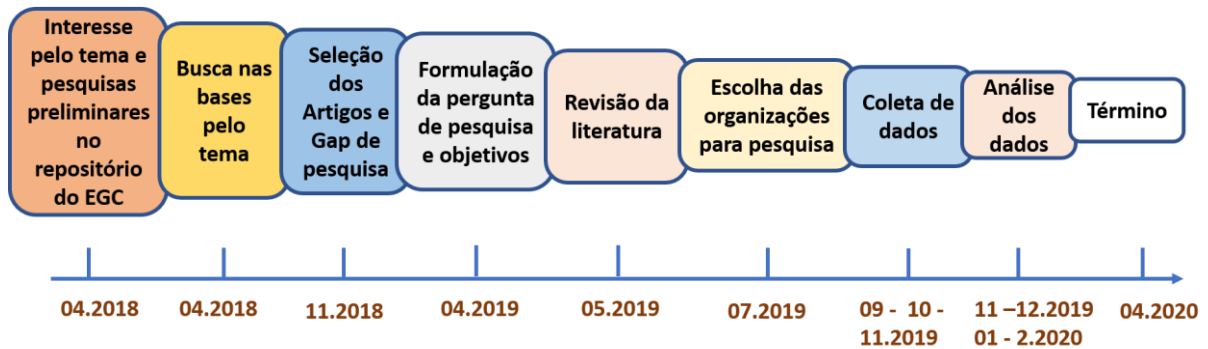 Interesse
pelo tema e
pesquisas
preliminares
no
repositório
do EGC
Busca nas
bases
pelo
tema
Seleção
dos
Artigos e
Gap de
pesquisa
Formulação
da pergunta
de pesquisa
e objetivos
Revisão da
literatura
Escolha das
organizações
para pesquisa
Coleta de
dados
Análise
dos
dados
Término
04.2018
04.2018
11.2018
04.2019
05.2019
07.2019
09 - 10 -
11.2019
11 –12.2019
01 - 2.2020
04.2020